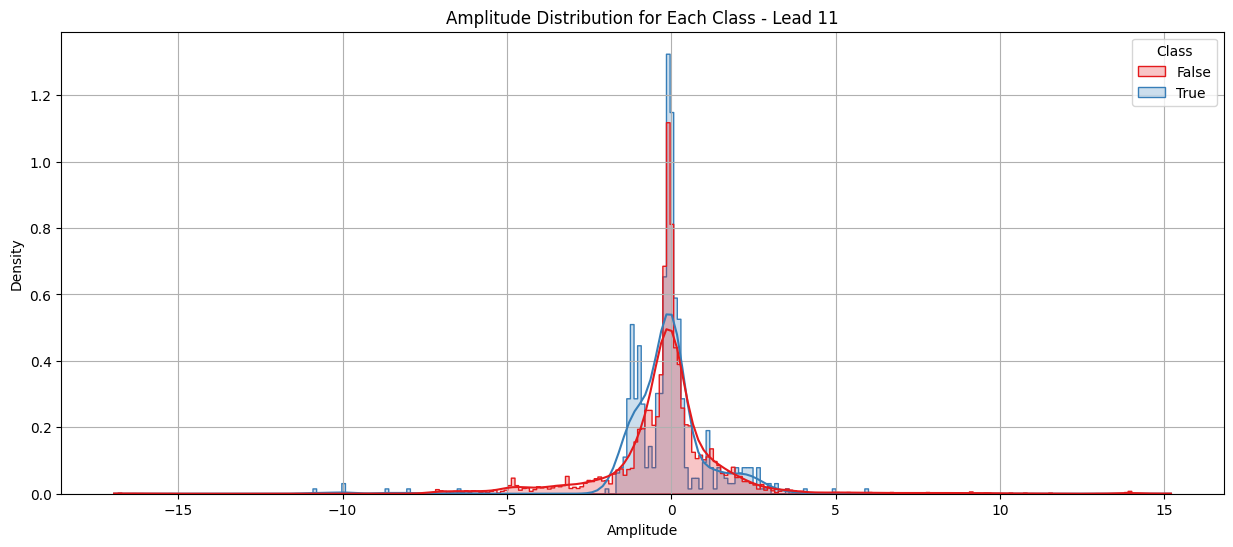 Amplitude Distribution for Each Class - Lead 11
Class
False
True
Density
1.2
1.0
0.8
0.6
0.4
0.2
0.0
−15
−10
−5
0
5
10
15
Amplitude